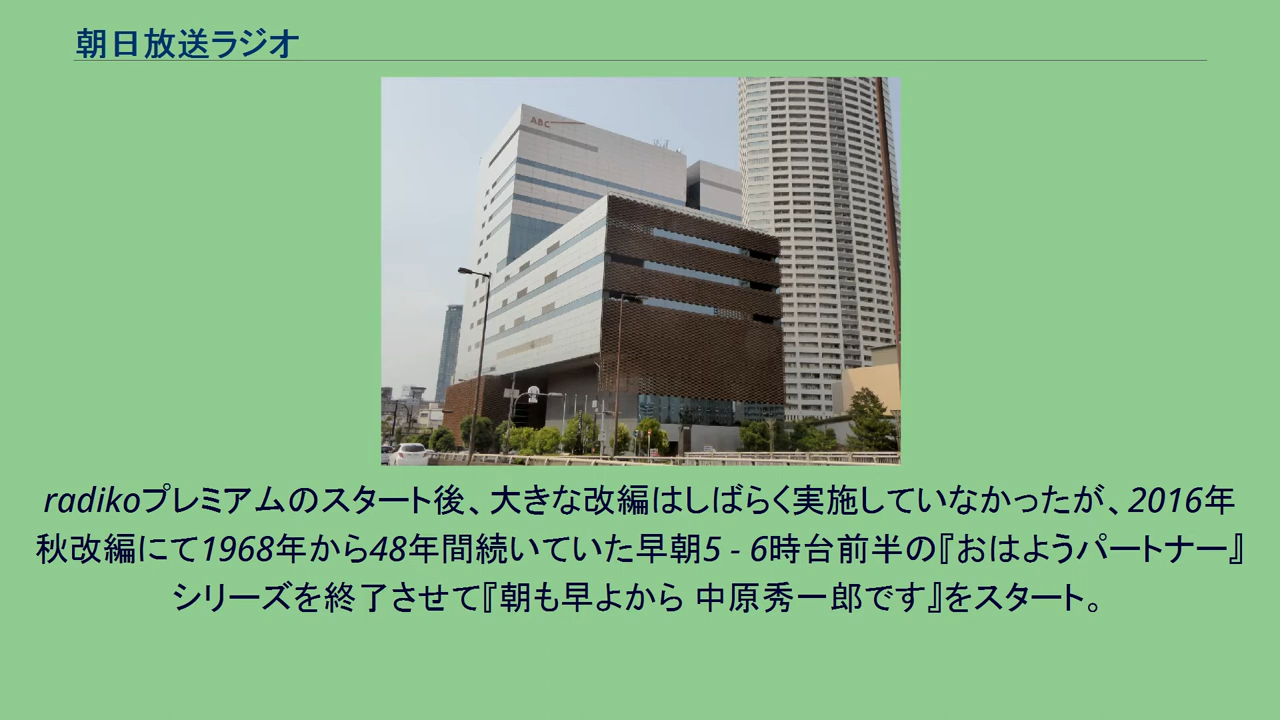 朝日放送ラジオ
ABC
radikoプレミアムのスタート後、大きな改編はしばらく実施していなかったが、2016年
秋改編にて1968年から48年間続いていた早朝5 - 6時台前半の『おはようパートナー』
シリーズを終了させて『朝も早よから 中原秀一郎です』をスタート。